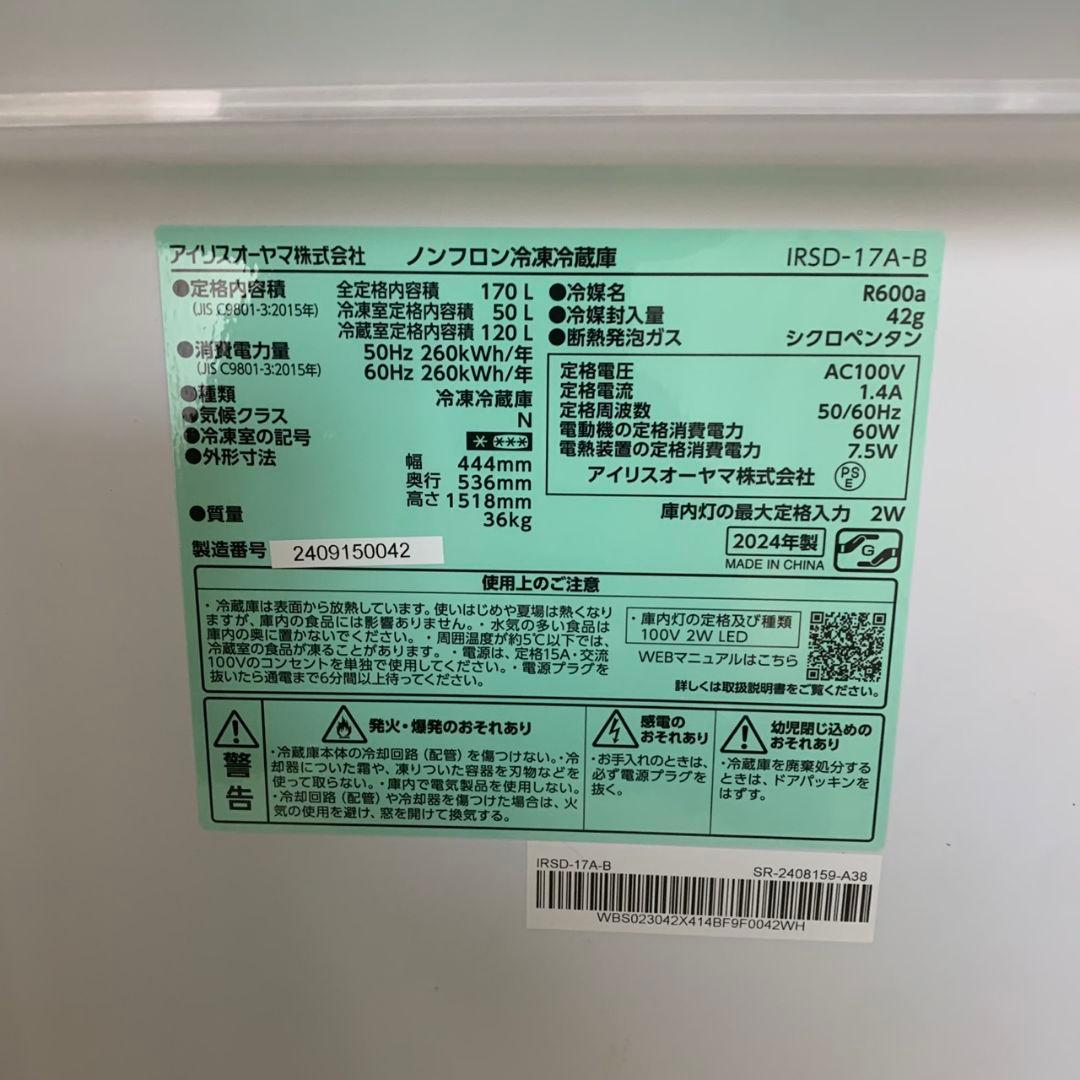 アイリスオーヤマ株式会社 ノンフロン冷凍冷蔵庫 IRSD-17A-B
●定格内容積 全定格内容積 170 L
(JIS C9801-3:2015年) 冷凍室定格内容積 50 L
冷蔵室定格内容積 120 L
●消費電力量 50Hz 260kWh/年
(JIS C9801-3:2015年) 60Hz 260kWh/年
●種類 冷凍冷蔵庫
●気候クラス N
●冷凍室の記号 * ***
●外形寸法 幅 444mm
奥行 536mm
高さ 1518mm
●質量 36kg
製造番号 2409150042
●冷媒名 R600a
●冷媒封入量 42g
●断熱発泡ガス シクロペンタン
定格電圧 AC100V
定格電流 1.4A
定格周波数 50/60Hz
電動機の定格消費電力 60W
電熱装置の定格消費電力 7.5W
アイリスオーヤマ株式会社 PSE
庫内灯の最大定格入力 2W
2024年製 G
MADE IN CHINA
使用上のご注意
・冷蔵庫は表面から放熱しています。使いはじめや夏場は熱くなり
ますが、庫内の食品には影響ありません。・水気の多い食品は
庫内の奥に置かないでください。・周囲温度が約5℃以下では、
冷蔵室の食品が凍ることがあります。・電源は、定格15A・交流
100Vのコンセントを単独で使用してください。・電源プラグを
抜いたら通電まで6分間以上待ってください。
・庫内灯の定格及び種類
100V 2W LED
WEBマニュアルはこちら
詳しくは取扱説明書をご覧ください。
警告
発火・爆発のおそれあり
・冷蔵庫本体の冷却回路（配管）を傷つけない。・冷
却器についた霜や、凍りついた容器を刃物などを
使って取らない。・庫内で電気製品を使用しない。
・冷却回路（配管）や冷却器を傷つけた場合は、火
気の使用を避け、窓を開けて換気する。
感電の
おそれあり
・お手入れのときは、
必ず電源プラグを
抜く。
幼児閉じ込めの
おそれあり
・冷蔵庫を廃棄処分する
ときは、ドアパッキンを
はずす。
IRSD-17A-B SR-2408159-A38
WBS023042X414BF9F0042WH